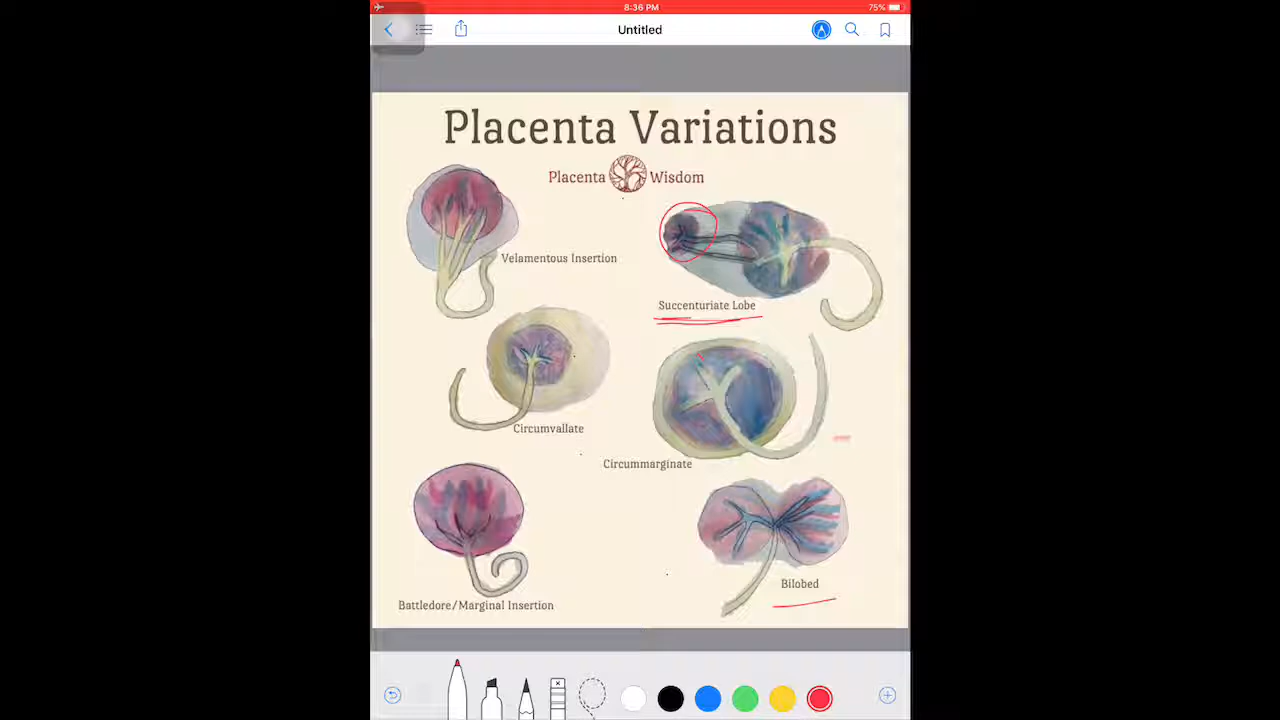 8:36 PM
75%
Untitled
Placenta Variations
Placenta Wisdom
Velamentous Insertion
Succenturiate Lobe
Circumvallate
Circummarginate
Bilobed
Battledore/Marginal Insertion